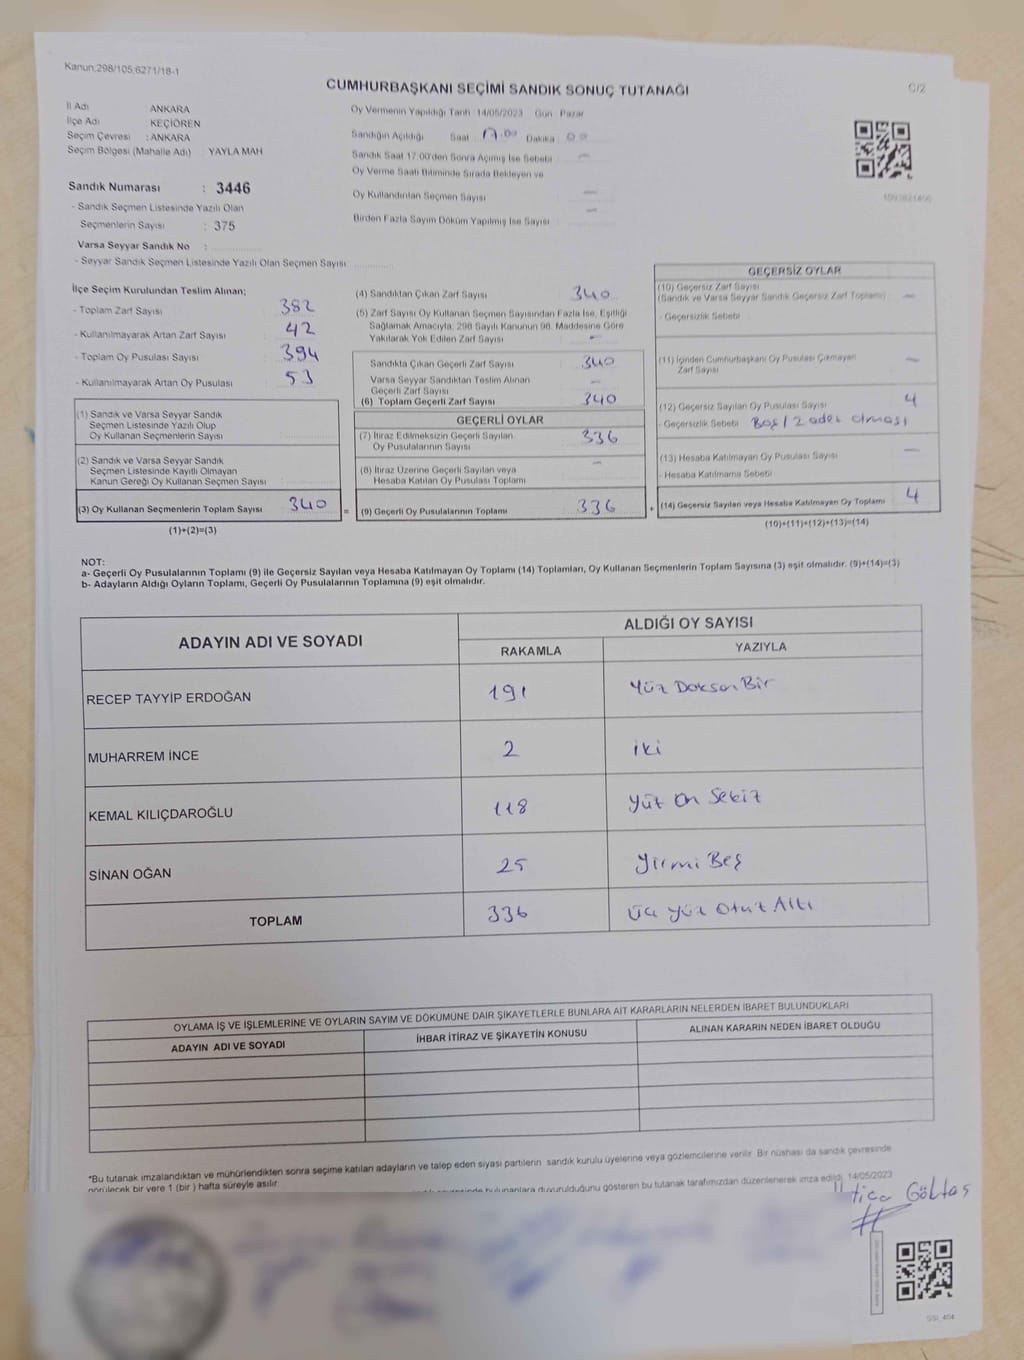 Kanun:298/105;6271/18-1
CUMHURBAŞKANI SEÇİMİ SANDIK SONUÇ TUTANAĞI
C/2
İl Adı ANKARA
İlçe Adı : KEÇİÖREN
Seçim Çevresi : ANKARA
Seçim Bölgesi (Mahalle Adı) : YAYLA MAH.
Sandık Numarası : 3446
- Sandık Seçmen Listesinde Yazılı Olan
Seçmenlerin Sayısı : 375
Varsa Seyyar Sandık No :
- Seyyar Sandık Seçmen Listesinde Yazılı Olan Seçmen Sayısı:
Oy Vermenin Yapıldığı Tarih 14/05/2023 Gün : Pazar
Sandığın Açıldığı Saat 17.00 Dakika 00
Sandık Saat 17:00'den Sonra Açılmış İse Sebebi : —
Oy Verme Saati Bitiminde Sırada Bekleyen ve
Oy Kullandırılan Seçmen Sayısı —
Birden Fazla Sayım Döküm Yapılmış İse Sayısı —
İlçe Seçim Kurulundan Teslim Alınan;
- Toplam Zarf Sayısı : 382
- Kullanılmayarak Artan Zarf Sayısı : 42
- Toplam Oy Pusulası Sayısı : 394
- Kullanılmayarak Artan Oy Pusulası : 53
(1) Sandık ve Varsa Seyyar Sandık
Seçmen Listesinde Yazılı Olup
Oy Kullanan Seçmenlerin Sayısı
(2) Sandık ve Varsa Seyyar Sandık
Seçmen Listesinde Kayıtlı Olmayan
Kanun Gereği Oy Kullanan Seçmen Sayısı :
(3) Oy Kullanan Seçmenlerin Toplam Sayısı : 340
(1)+(2)=(3)
=
(4) Sandıktan Çıkan Zarf Sayısı 340
(5) Zarf Sayısı Oy Kullanan Seçmen Sayısından Fazla İse, Eşitliği
Sağlamak Amacıyla; 298 Sayılı Kanunun 98. Maddesine Göre
Yakılarak Yok Edilen Zarf Sayısı : —
Sandıkta Çıkan Geçerli Zarf Sayısı : 340
Varsa Seyyar Sandıktan Teslim Alınan
Geçerli Zarf Sayısı —
(6) Toplam Geçerli Zarf Sayısı : 340
GEÇERLİ OYLAR
(7) İtiraz Edilmeksizin Geçerli Sayılan
Oy Pusulalarının Sayısı : 336
(8) İtiraz Üzerine Geçerli Sayılan veya
Hesaba Katılan Oy Pusulası Toplamı —
(9) Geçerli Oy Pusulalarının Toplamı : 336
+
GEÇERSİZ OYLAR
(10) Geçersiz Zarf Sayısı
(Sandık ve Varsa Seyyar Sandık Geçersiz Zarf Toplamı) —
- Geçersizlik Sebebi
(11) İçinden Cumhurbaşkanı Oy Pusulası Çıkmayan
Zarf Sayısı —
(12) Geçersiz Sayılan Oy Pusulası Sayısı : 4
- Geçersizlik Sebebi Boş / 2 adet olması
(13) Hesaba Katılmayan Oy Pusulası Sayısı : —
- Hesaba Katılmama Sebebi
(14) Geçersiz Sayılan veya Hesaba Katılmayan Oy Toplamı 4
(10)+(11)+(12)+(13)=(14)
NOT:
a- Geçerli Oy Pusulalarının Toplamı (9) ile Geçersiz Sayılan veya Hesaba Katılmayan Oy Toplamı (14) Toplamları, Oy Kullanan Seçmenlerin Toplam Sayısına (3) eşit olmalıdır. (9)+(14)=(3)
b- Adayların Aldığı Oyların Toplamı, Geçerli Oy Pusulalarının Toplamına (9) eşit olmalıdır.
ADAYIN ADI VE SOYADI
ALDIĞI OY SAYISI
RAKAMLA YAZIYLA
RECEP TAYYİP ERDOĞAN 191 Yüz Doksan Bir
MUHARREM İNCE 2 iki
KEMAL KILIÇDAROĞLU 118 Yüz On Sekiz
SİNAN OĞAN 25 Yirmi Beş
TOPLAM 336 Üç Yüz Otuz Altı
OYLAMA İŞ VE İŞLEMLERİNE VE OYLARIN SAYIM VE DÖKÜMÜNE DAİR ŞİKAYETLERLE BUNLARA AİT KARARLARIN NELERDEN İBARET BULUNDUKLARI
ADAYIN ADI VE SOYADI İHBAR İTİRAZ VE ŞİKAYETİN KONUSU ALINAN KARARIN NEDEN İBARET OLDUĞU
*Bu tutanak imzalandıktan ve mühürlendikten sonra seçime katılan adayların ve talep eden siyasi partilerin sandık kurulu üyelerine veya gözlemcilerine verilir. Bir nüshası da sandık çevresinde
görülecek bir yere 1 (bir ) hafta süreyle asılır.
bulunanlara duyurulduğunu gösteren bu tutanak tarafımızdan düzenlenerek imza edildi. 14/05/2023
Göktaş